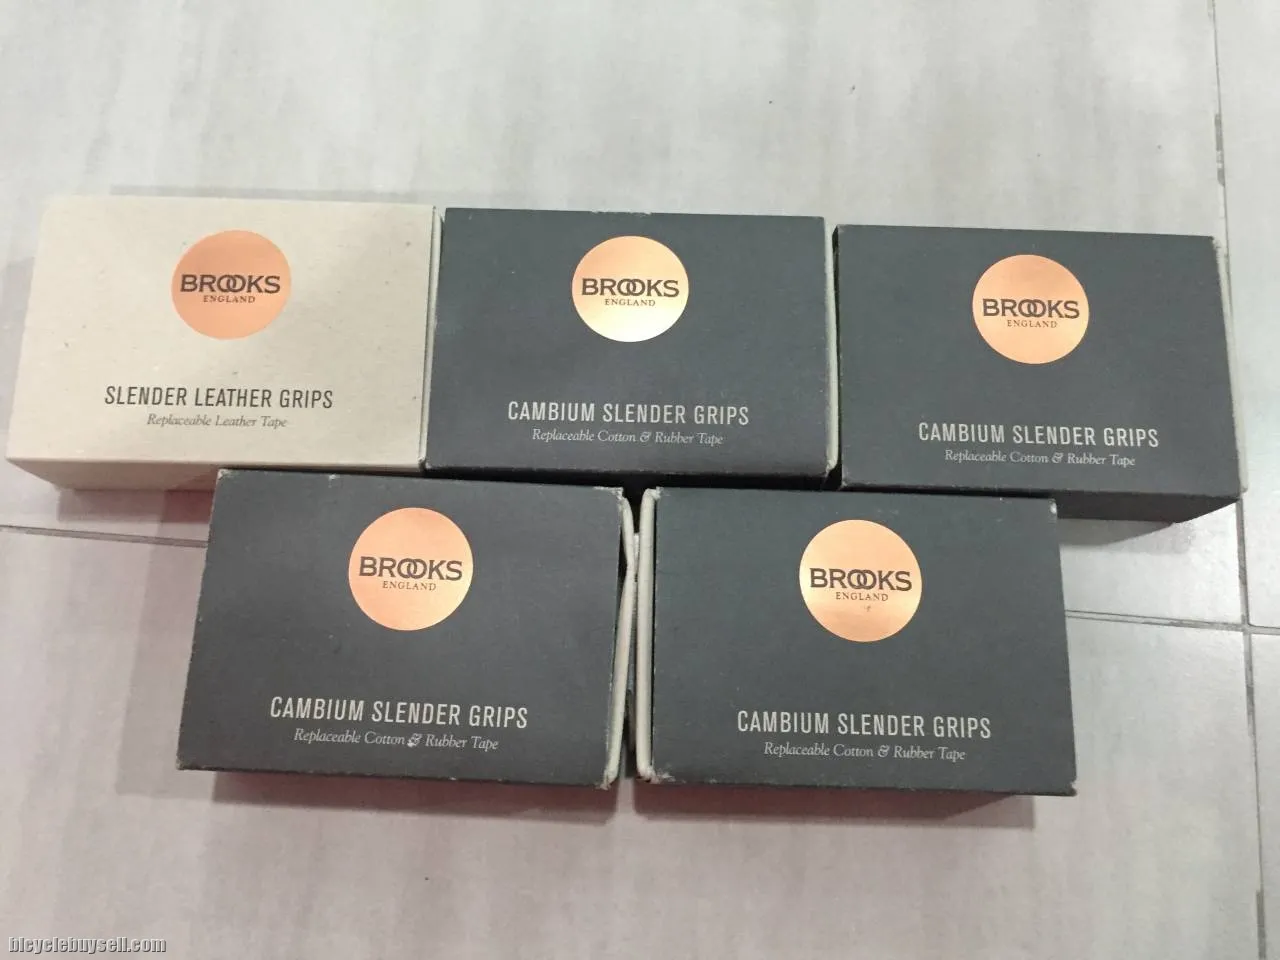 BROOKS
ENGLAND
SLENDER LEATHER GRIPS
Replaceable Leather Tape
BROOKS
ENGLAND
CAMBIUM SLENDER GRIPS
Replaceable Cotton & Rubber Tape
BROOKS
ENGLAND
CAMBIUM SLENDER GRIPS
Replaceable Cotton & Rubber Tape
BROOKS
ENGLAND
CAMBIUM SLENDER GRIPS
Replaceable Cotton & Rubber Tape
BROOKS
ENGLAND
CAMBIUM SLENDER GRIPS
Replaceable Cotton & Rubber Tape
bicyclebuysell.com